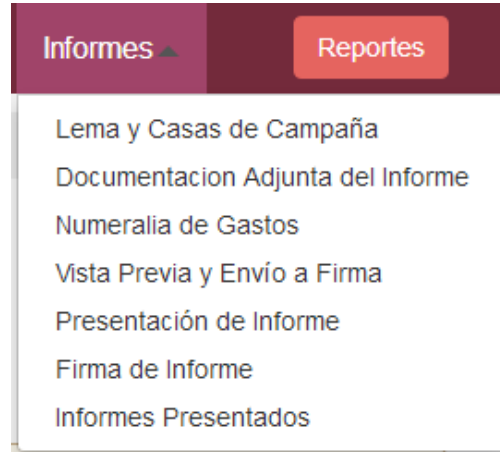 Informes
Reportes
Lema y Casas de Campaña
Documentacion Adjunta del Informe
Numeralia de Gastos
Vista Previa y Envío a Firma
Presentación de Informe
Firma de Informe
Informes Presentados